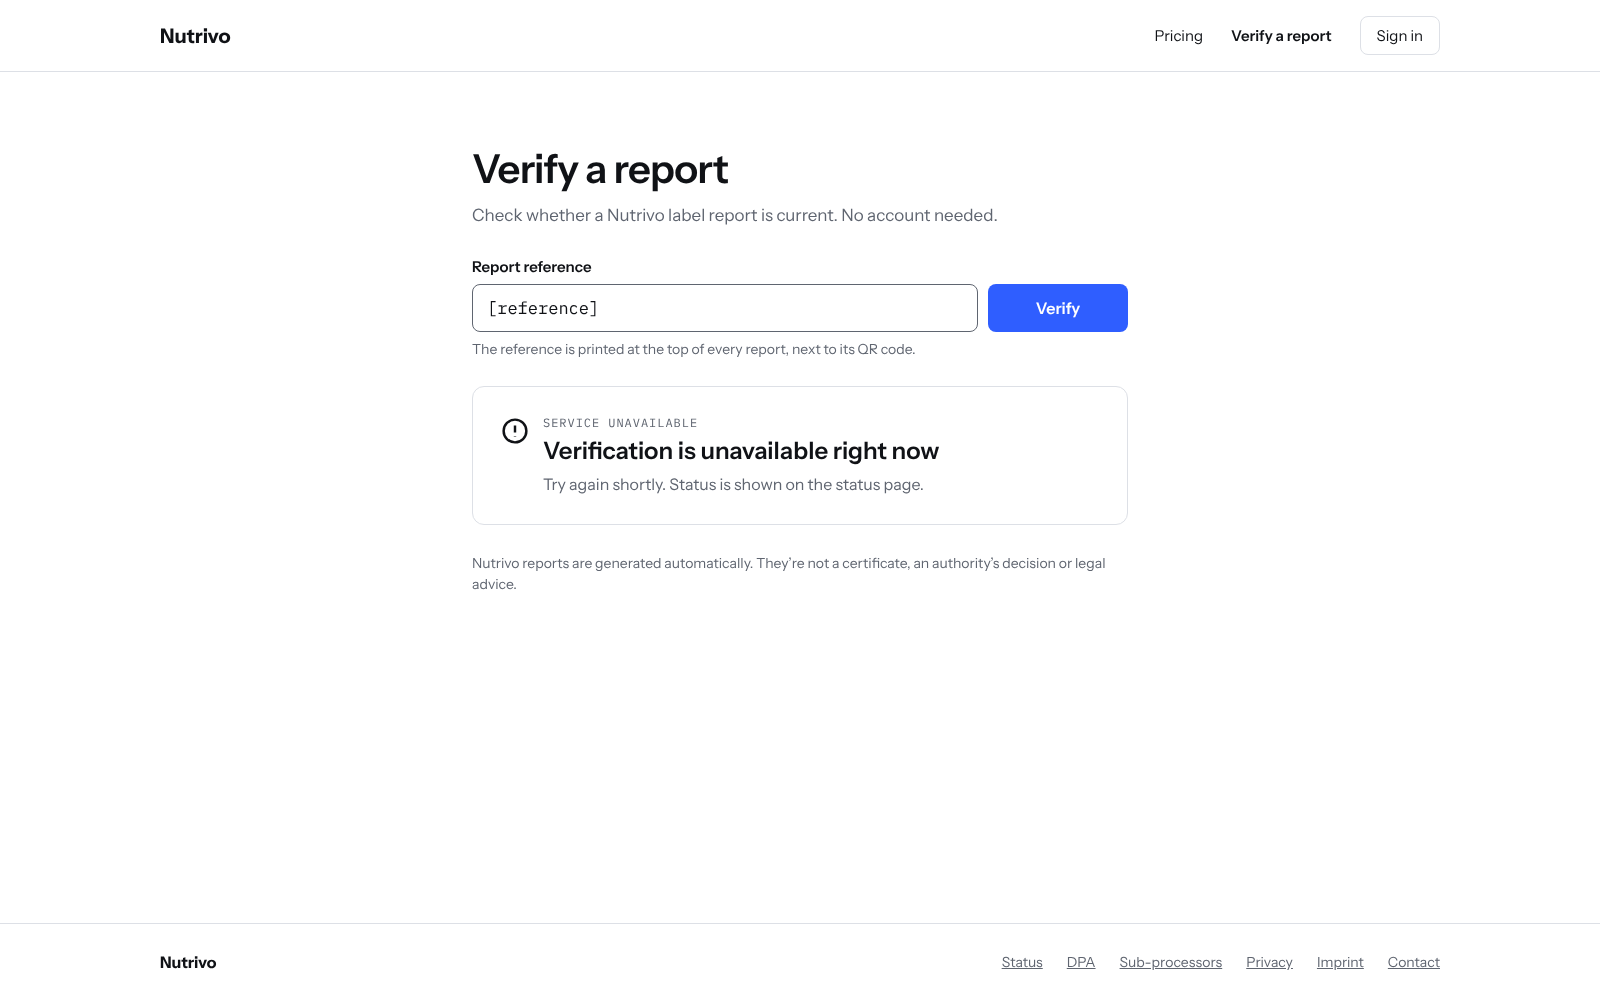 Nutrivo
Pricing
Verify a report
Sign in
Verify a report
Check whether a Nutrivo label report is current. No account needed.
Report reference
[reference]
Verify
The reference is printed at the top of every report, next to its QR code.
SERVICE UNAVAILABLE
Verification is unavailable right now
Try again shortly. Status is shown on the status page.
Nutrivo reports are generated automatically. They’re not a certificate, an authority’s decision or legal
advice.
Nutrivo
Status
DPA
Sub-processors
Privacy
Imprint
Contact